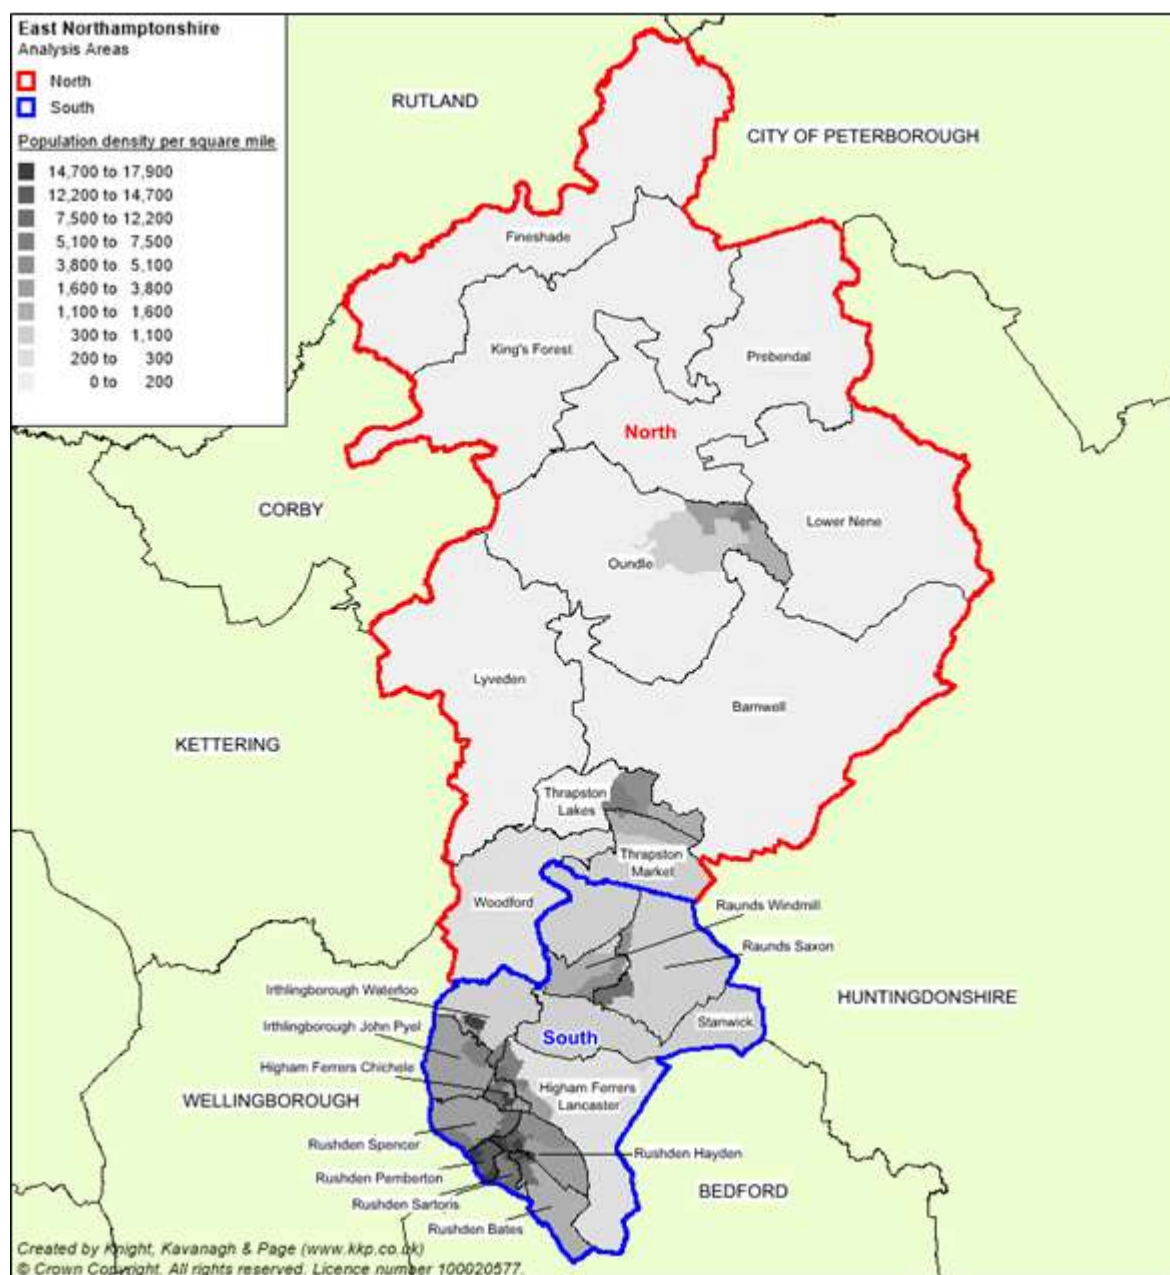 East Northamptonshire
Analysis Areas
North
South
Population density per square mile
14,700 to 17,900
12,200 to 14,700
7,500 to 12,200
5,100 to 7,500
3,800 to 5,100
1,600 to 3,800
1,100 to 1,600
300 to 1,100
200 to 300
0 to 200
RUTLAND
CITY OF PETERBOROUGH
Fineshade
King's Forest
Prebendal
North
CORBY
Lower Nene
Oundle
Lyveden
Barnwell
KETTERING
Thrapston
Lakes
Thrapston
Market
Woodford
Raunds Windmill
Raunds Saxon
Irthlingborough Waterloo
HUNTINGDONSHIRE
Irthlingborough John Pyel
Stanwick
South
Higham Ferrers Chichele
Higham Ferrers
Lancaster
WELLINGBOROUGH
Rushden Spencer
Rushden Hayden
Rushden Pemberton
BEDFORD
Rushden Sartoris
Rushden Bates
Created by Knight, Kavanagh & Page (www.kkp.co.uk)
© Crown Copyright. All rights reserved. Licence number 100020577.